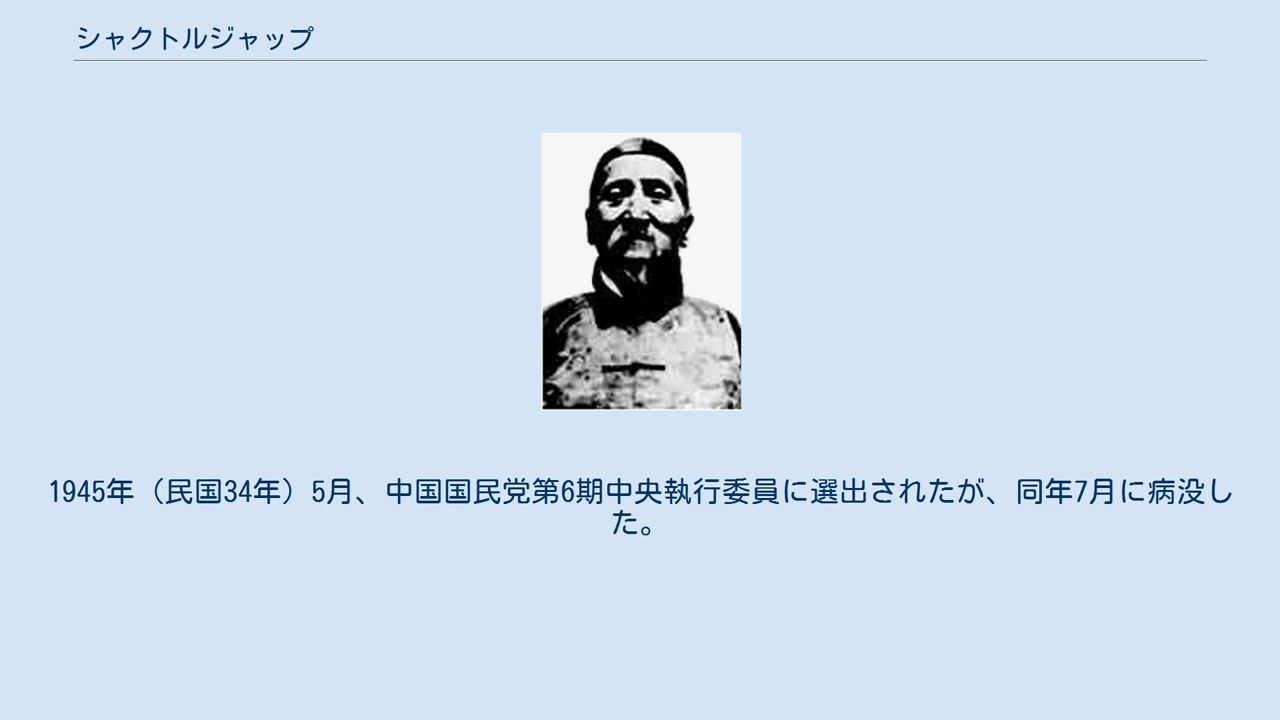 シャクトルジャップ
1945年（民国34年）5月、中国国民党第6期中央執行委員に選出されたが、同年7月に病没し
た。